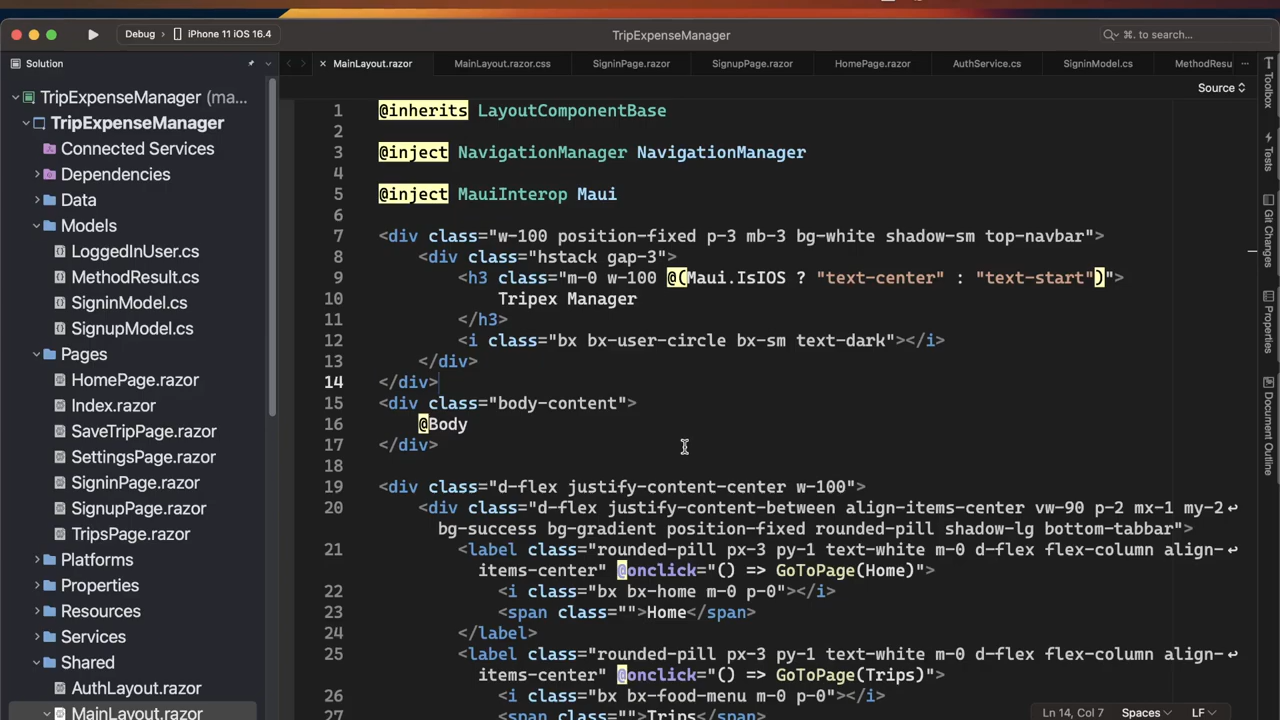 TripExpenseManager
Debug
iPhone 11 iOS 16.4
⌘. to search...
Solution
MainLayout.razor
MainLayout.razor.css
SigninPage.razor
SignupPage.razor
HomePage.razor
AuthService.cs
SigninModel.cs
MethodResu
Source
TripExpenseManager (ma...
TripExpenseManager
Connected Services
Dependencies
Data
Models
LoggedInUser.cs
MethodResult.cs
SigninModel.cs
SignupModel.cs
Pages
HomePage.razor
Index.razor
SaveTripPage.razor
SettingsPage.razor
SigninPage.razor
SignupPage.razor
TripsPage.razor
Platforms
Properties
Resources
Services
Shared
AuthLayout.razor
MainLayout.razor
1 @inherits LayoutComponentBase
2
3 @inject NavigationManager NavigationManager
4
5 @inject MauiInterop Maui
6
7 <div class="w-100 position-fixed p-3 mb-3 bg-white shadow-sm top-navbar">
8 <div class="hstack gap-3">
9 <h3 class="m-0 w-100 @(Maui.IsIOS ? "text-center" : "text-start")">
10 Tripex Manager
11 </h3>
12 <i class="bx bx-user-circle bx-sm text-dark"></i>
13 </div>
14 </div>
15 <div class="body-content">
16 @Body
17 </div>
18
19 <div class="d-flex justify-content-center w-100">
20 <div class="d-flex justify-content-between align-items-center vw-90 p-2 mx-1 my-2
bg-success bg-gradient position-fixed rounded-pill shadow-lg bottom-tabbar">
21 <label class="rounded-pill px-3 py-1 text-white m-0 d-flex flex-column align-
items-center" @onclick="() => GoToPage(Home)">
22 <i class="bx bx-home m-0 p-0"></i>
23 <span class="">Home</span>
24 </label>
25 <label class="rounded-pill px-3 py-1 text-white m-0 d-flex flex-column align-
items-center" @onclick="() => GoToPage(Trips)">
26 <i class="bx bx-food-menu m-0 p-0"></i>
27 <span class="">Trips</span>
Toolbox
Tests
Git Changes
Properties
Document Outline
Ln 14, Col 7
Spaces
LF